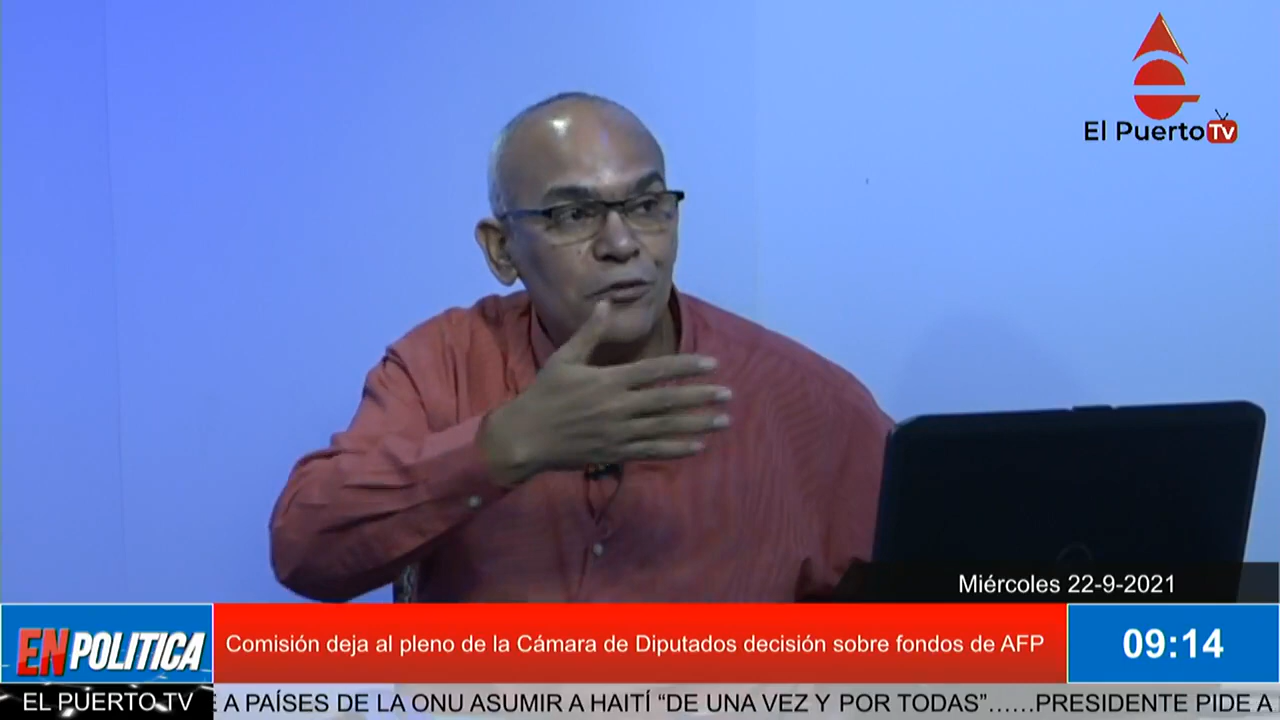 El Puerto Tv
Miércoles 22-9-2021
EN POLITICA
Comisión deja al pleno de la Cámara de Diputados decisión sobre fondos de AFP
09:14
EL PUERTO TV
E A PAÍSES DE LA ONU ASUMIR A HAITÍ “DE UNA VEZ Y POR TODAS”......PRESIDENTE PIDE A